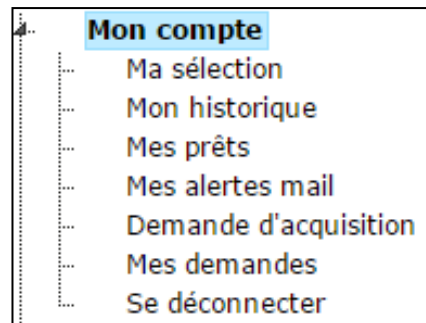 Mon compte
Ma sélection
Mon historique
Mes prêts
Mes alertes mail
Demande d'acquisition
Mes demandes
Se déconnecter